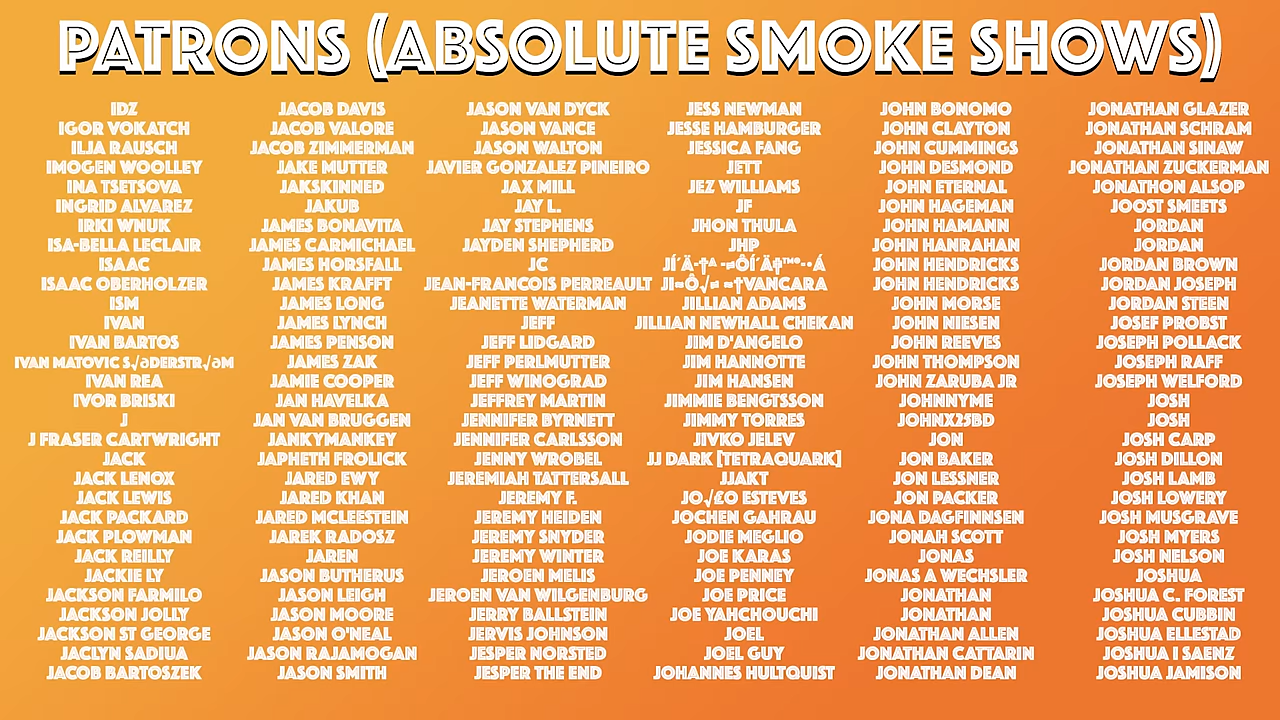 PATRONS (ABSOLUTE SMOKE SHOWS)
IDZ
IGOR VOKATCH
ILJA RAUSCH
IMOGEN WOOLLEY
INA TSETSOVA
INGRID ALVAREZ
IRKI WNUK
ISA-BELLA LECLAIR
ISAAC
ISAAC OBERHOLZER
ISM
IVAN
IVAN BARTOS
IVAN MATOVIC S√∂DERSTR√∂M
IVAN REA
IVOR BRISKI
J
J FRASER CARTWRIGHT
JACK
JACK LENOX
JACK LEWIS
JACK PACKARD
JACK PLOWMAN
JACK REILLY
JACKIE LY
JACKSON FARMILO
JACKSON JOLLY
JACKSON ST GEORGE
JACLYN SADIUA
JACOB BARTOSZEK
JACOB DAVIS
JACOB VALORE
JACOB ZIMMERMAN
JAKE MUTTER
JAKSKINNED
JAKUB
JAMES BONAVITA
JAMES CARMICHAEL
JAMES HORSFALL
JAMES KRAFFT
JAMES LONG
JAMES LYNCH
JAMES PENSON
JAMES ZAK
JAMIE COOPER
JAN HAVELKA
JAN VAN BRUGGEN
JANKYMANKEY
JAPHETH FROLICK
JARED EWY
JARED KHAN
JARED MCLEESTEIN
JAREK RADOSZ
JAREN
JASON BUTHERUS
JASON LEIGH
JASON MOORE
JASON O'NEAL
JASON RAJAMOGAN
JASON SMITH
JASON VAN DYCK
JASON VANCE
JASON WALTON
JAVIER GONZALEZ PINEIRO
JAX MILL
JAY L.
JAY STEPHENS
JAYDEN SHEPHERD
JC
JEAN-FRANCOIS PERREAULT
JEANETTE WATERMAN
JEFF
JEFF LIDGARD
JEFF PERLMUTTER
JEFF WINOGRAD
JEFFREY MARTIN
JENNIFER BYRNETT
JENNIFER CARLSSON
JENNY WROBEL
JEREMIAH TATTERSALL
JEREMY F.
JEREMY HEIDEN
JEREMY SNYDER
JEREMY WINTER
JEROEN MELIS
JEROEN VAN WILGENBURG
JERRY BALLSTEIN
JERVIS JOHNSON
JESPER NORSTED
JESPER THE END
JESS NEWMAN
JESSE HAMBURGER
JESSICA FANG
JETT
JEZ WILLIAMS
JF
JHON THULA
JHP
JILLIAN ADAMS
JILLIAN NEWHALL CHEKAN
JIM D'ANGELO
JIM HANNOTTE
JIM HANSEN
JIMMIE BENGTSSON
JIMMY TORRES
JIVKO JELEV
JJ DARK [TETRAQUARK]
JJAKT
JO√£O ESTEVES
JOCHEN GAHRAU
JODIE MEGLIO
JOE KARAS
JOE PENNEY
JOE PRICE
JOE YAHCHOUCHI
JOEL
JOEL GUY
JOHANNES HULTQUIST
JOHN BONOMO
JOHN CLAYTON
JOHN CUMMINGS
JOHN DESMOND
JOHN ETERNAL
JOHN HAGEMAN
JOHN HAMANN
JOHN HANRAHAN
JOHN HENDRICKS
JOHN HENDRICKS
JOHN MORSE
JOHN NIESEN
JOHN REEVES
JOHN THOMPSON
JOHN ZARUBA JR
JOHNNYME
JOHNX25BD
JON
JON BAKER
JON LESSNER
JON PACKER
JONA DAGFINNSEN
JONAH SCOTT
JONAS
JONAS A WECHSLER
JONATHAN
JONATHAN
JONATHAN ALLEN
JONATHAN CATTARIN
JONATHAN DEAN
JONATHAN GLAZER
JONATHAN SCHRAM
JONATHAN SINAW
JONATHAN ZUCKERMAN
JONATHON ALSOP
JOOST SMEETS
JORDAN
JORDAN
JORDAN BROWN
JORDAN JOSEPH
JORDAN STEEN
JOSEF PROBST
JOSEPH POLLACK
JOSEPH RAFF
JOSEPH WELFORD
JOSH
JOSH
JOSH CARP
JOSH DILLON
JOSH LAMB
JOSH LOWERY
JOSH MUSGRAVE
JOSH MYERS
JOSH NELSON
JOSHUA
JOSHUA C. FOREST
JOSHUA CUBBIN
JOSHUA ELLESTAD
JOSHUA I SAENZ
JOSHUA JAMISON